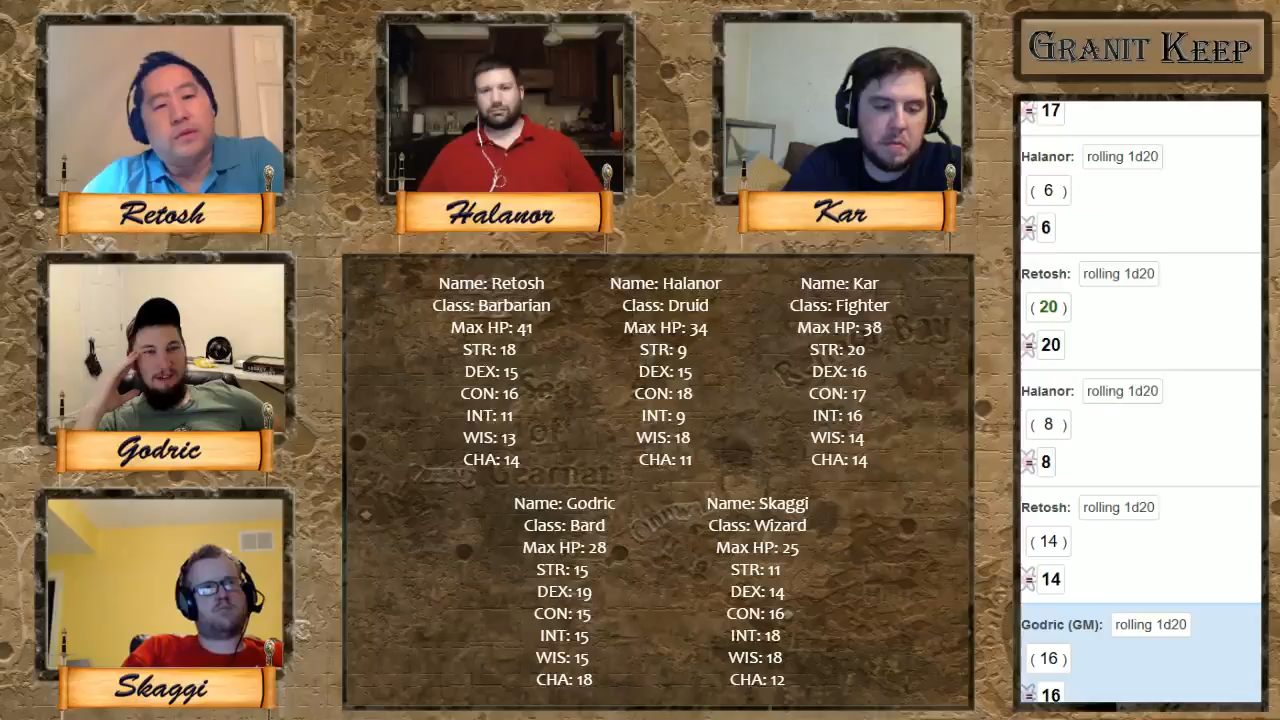 GRANIT KEEP
Retosh
Halanor
Kar
Godric
Skaggi
Name: Retosh
Class: Barbarian
Max HP: 41
STR: 18
DEX: 15
CON: 16
INT: 11
WIS: 13
CHA: 14
Name: Halanor
Class: Druid
Max HP: 34
STR: 9
DEX: 15
CON: 18
INT: 9
WIS: 18
CHA: 11
Name: Kar
Class: Fighter
Max HP: 38
STR: 20
DEX: 16
CON: 17
INT: 16
WIS: 14
CHA: 14
Name: Godric
Class: Bard
Max HP: 28
STR: 15
DEX: 19
CON: 15
INT: 15
WIS: 15
CHA: 18
Name: Skaggi
Class: Wizard
Max HP: 25
STR: 11
DEX: 14
CON: 16
INT: 18
WIS: 18
CHA: 12
= 17
Halanor: rolling 1d20
( 6 )
= 6
Retosh: rolling 1d20
( 20 )
= 20
Halanor: rolling 1d20
( 8 )
= 8
Retosh: rolling 1d20
( 14 )
= 14
Godric (GM): rolling 1d20
( 16 )
= 16